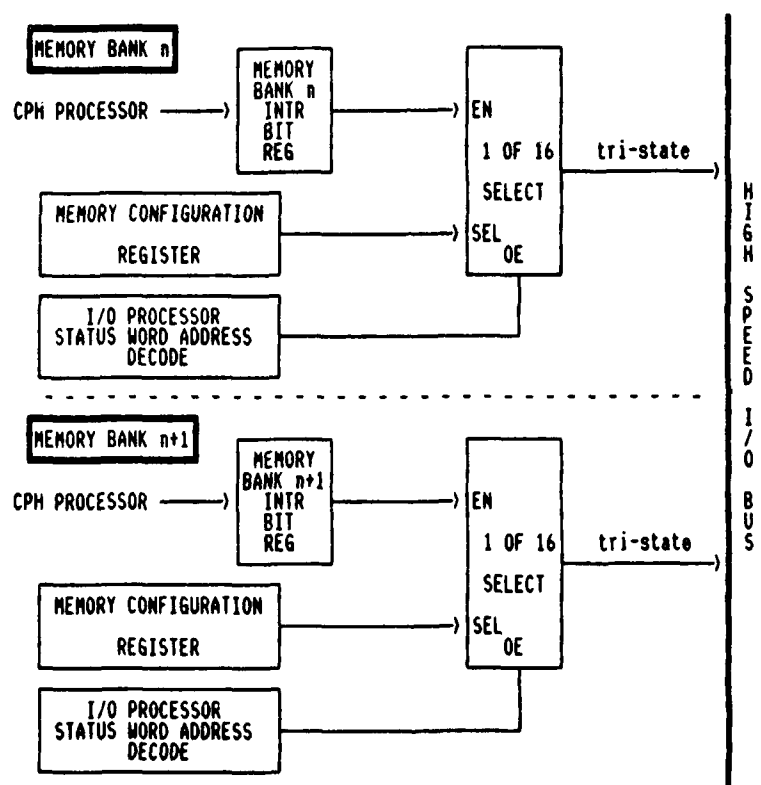 MEMORY BANK n
MEMORY
BANK n
INTR
BIT
REG
CPH PROCESSOR
EN
1 OF 16
SELECT
SEL
OE
tri-state
MEMORY CONFIGURATION
REGISTER
I/O PROCESSOR
STATUS WORD ADDRESS
DECODE
MEMORY BANK n+1
MEMORY
BANK n+1
INTR
BIT
REG
CPH PROCESSOR
EN
1 OF 16
SELECT
SEL
OE
tri-state
MEMORY CONFIGURATION
REGISTER
I/O PROCESSOR
STATUS WORD ADDRESS
DECODE
HIGH SPEED I/O BUS